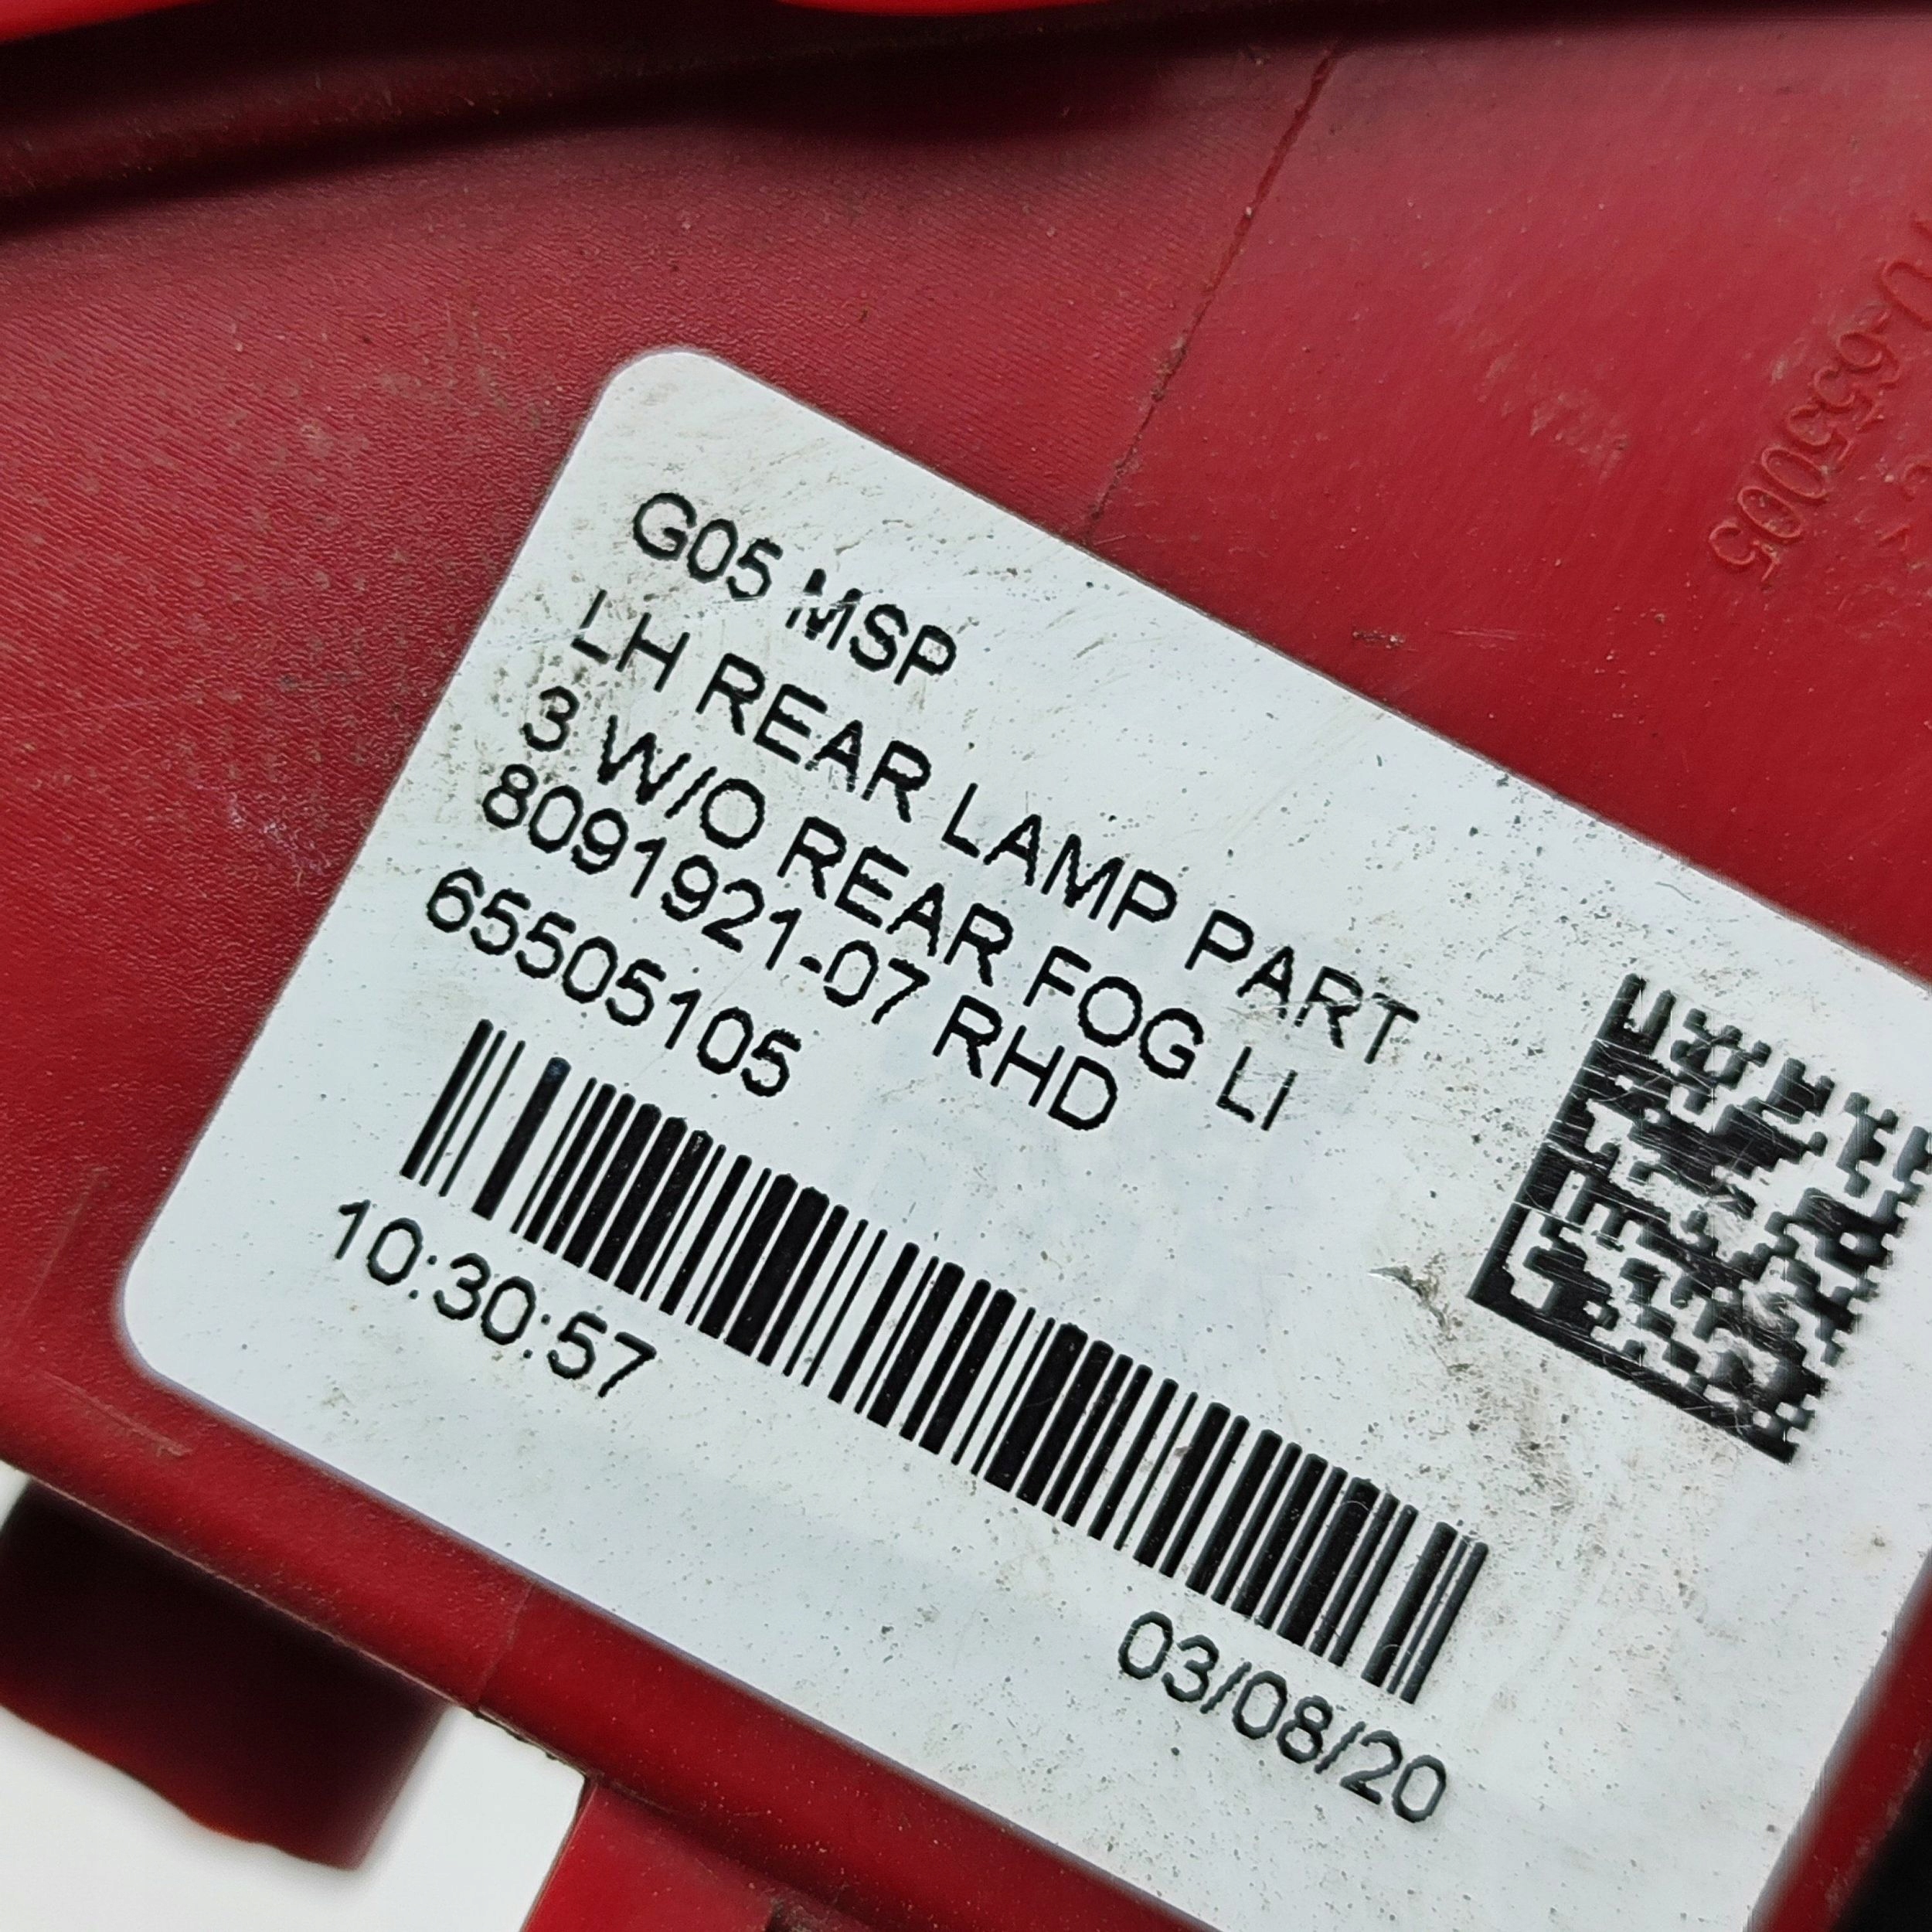 G05 MSP
LH REAR LAMP PART
3 W/O REAR FOG LI
8091921-07 RHD
65505105
10:30:57
03/08/20